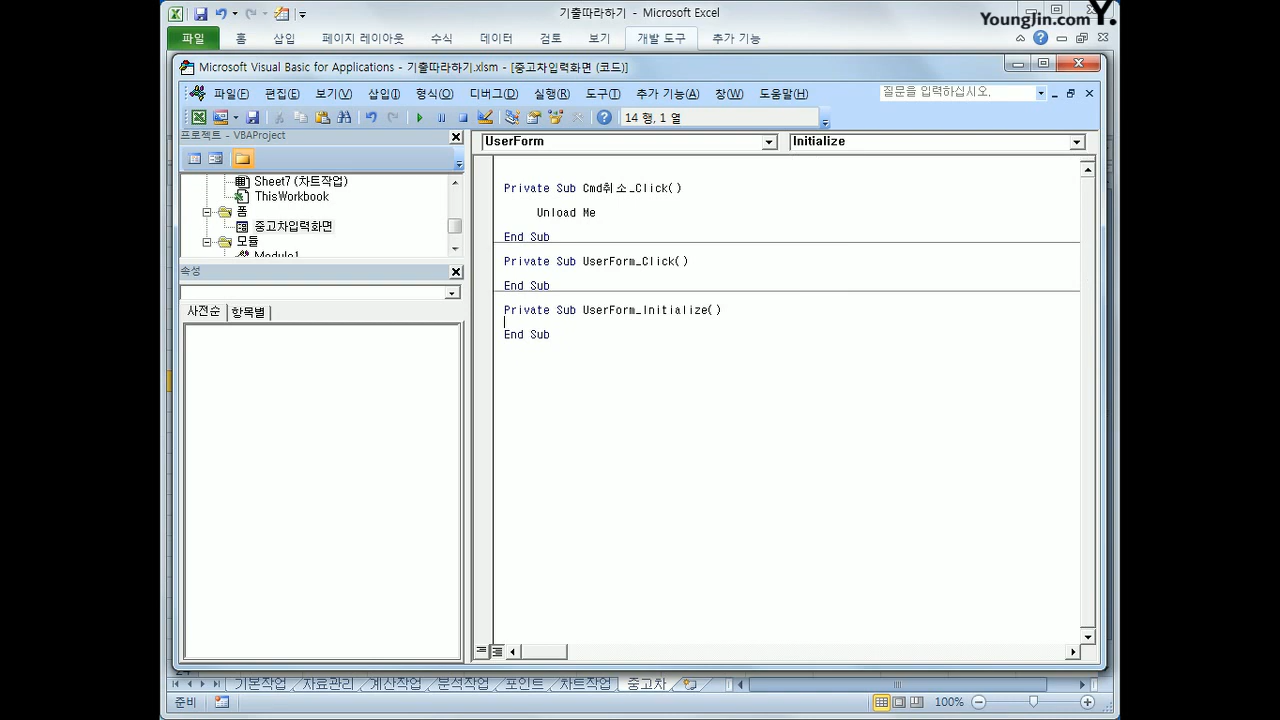 기출따라하기 - Microsoft Excel
YoungJin.com Y.
파일 홈 삽입 페이지 레이아웃 수식 데이터 검토 보기 개발 도구 추가 기능
Microsoft Visual Basic for Applications - 기출따라하기.xlsm - [중고차입력화면 (코드)]
파일(F) 편집(E) 보기(V) 삽입(I) 형식(O) 디버그(D) 실행(R) 도구(T) 추가 기능(A) 창(W) 도움말(H) 질문을 입력하십시오.
14 행, 1 열
프로젝트 - VBAProject
UserForm Initialize
Sheet7 (차트작업)
ThisWorkbook
폼
중고차입력화면
모듈
Module1
속성
사전순 항목별
Private Sub Cmd취소_Click()
Unload Me
End Sub
Private Sub UserForm_Click()
End Sub
Private Sub UserForm_Initialize()
End Sub
기본작업 자료관리 계산작업 분석작업 포인트 차트작업 중고차
준비 100%